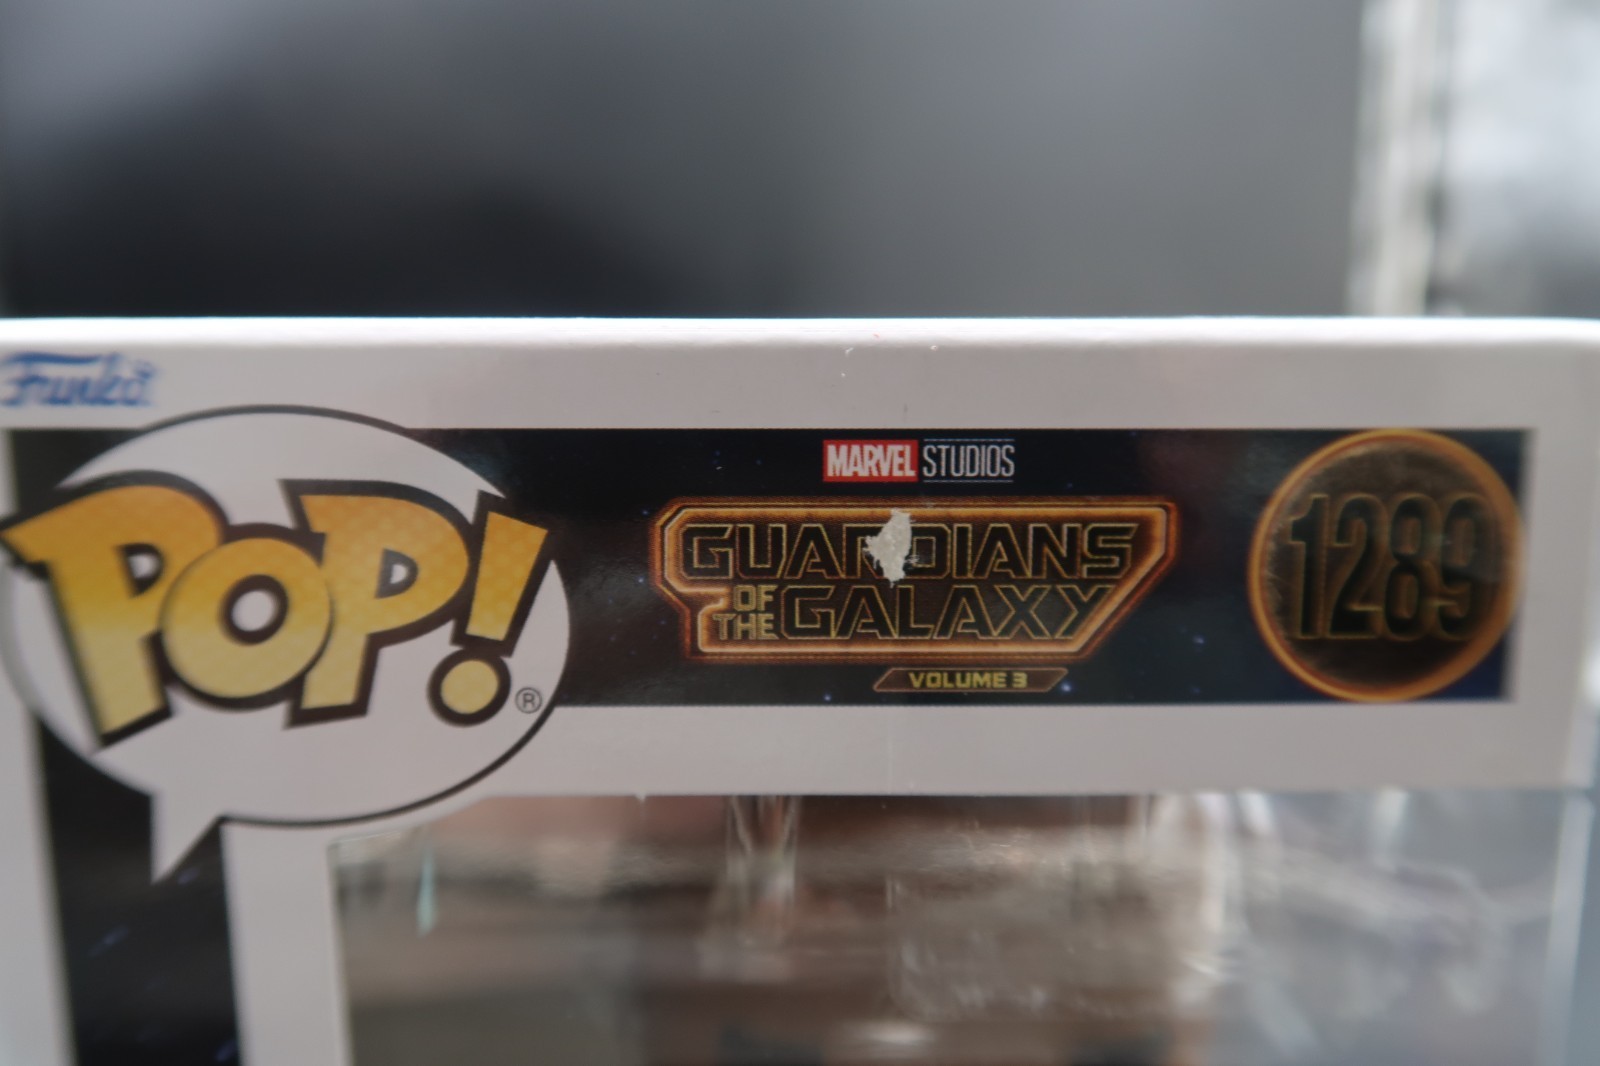 Funko
POP!®
MARVEL STUDIOS
GUARDIANS
OF THE GALAXY
VOLUME 3
1289